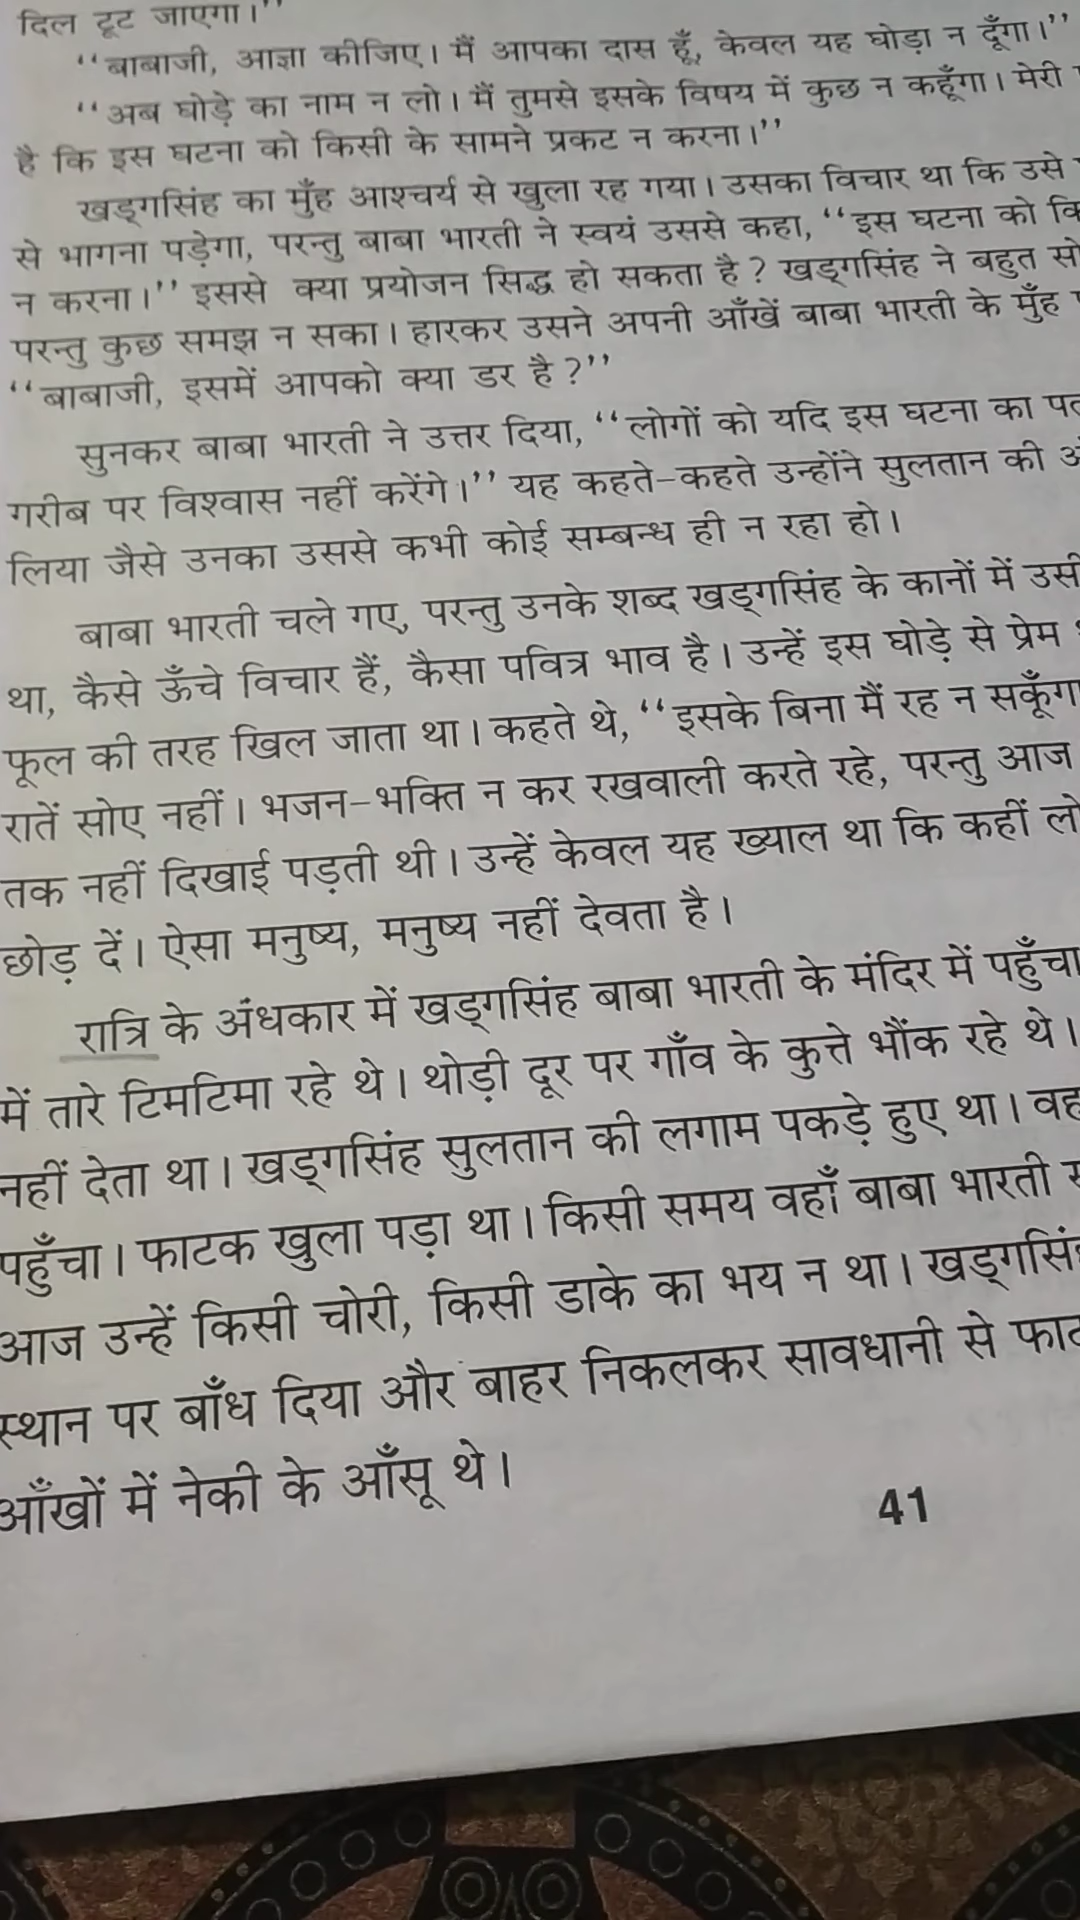 दिल टूट जाएगा।''
''बाबाजी, आज्ञा कीजिए। मैं आपका दास हूँ, केवल यह घोड़ा न दूँगा।''
''अब घोड़े का नाम न लो। मैं तुमसे इसके विषय में कुछ न कहूँगा। मेरी
है कि इस घटना को किसी के सामने प्रकट न करना।''
खड्गसिंह का मुँह आश्चर्य से खुला रह गया। उसका विचार था कि उसे
से भागना पड़ेगा, परन्तु बाबा भारती ने स्वयं उससे कहा, ''इस घटना को
न करना।'' इससे क्या प्रयोजन सिद्ध हो सकता है? खड्गसिंह ने बहुत
परन्तु कुछ समझ न सका। हारकर उसने अपनी आँखें बाबा भारती के मुँह
''बाबाजी, इसमें आपको क्या डर है?''
सुनकर बाबा भारती ने उत्तर दिया, ''लोगों को यदि इस घटना का
गरीब पर विश्वास नहीं करेंगे।'' यह कहते-कहते उन्होंने सुलतान की
लिया जैसे उनका उससे कभी कोई सम्बन्ध ही न रहा हो।
बाबा भारती चले गए, परन्तु उनके शब्द खड्गसिंह के कानों में
था, कैसे ऊँचे विचार हैं, कैसा पवित्र भाव है। उन्हें इस घोड़े से प्रेम
फूल की तरह खिल जाता था। कहते थे, ''इसके बिना मैं रह न सकूँगा
रातें सोए नहीं। भजन-भक्ति न कर रखवाली करते रहे, परन्तु आज
तक नहीं दिखाई पड़ती थी। उन्हें केवल यह ख्याल था कि कहीं
छोड़ दें। ऐसा मनुष्य, मनुष्य नहीं देवता है।
रात्रि के अंधकार में खड्गसिंह बाबा भारती के मंदिर में पहुँचा
में तारे टिमटिमा रहे थे। थोड़ी दूर पर गाँव के कुत्ते भौंक रहे थे।
नहीं देता था। खड्गसिंह सुलतान की लगाम पकड़े हुए था। वह
पहुँचा। फाटक खुला पड़ा था। किसी समय वहाँ बाबा भारती
आज उन्हें किसी चोरी, किसी डाके का भय न था। खड्गसिंह
स्थान पर बाँध दिया और बाहर निकलकर सावधानी से
आँखों में नेकी के आँसू थे।
41